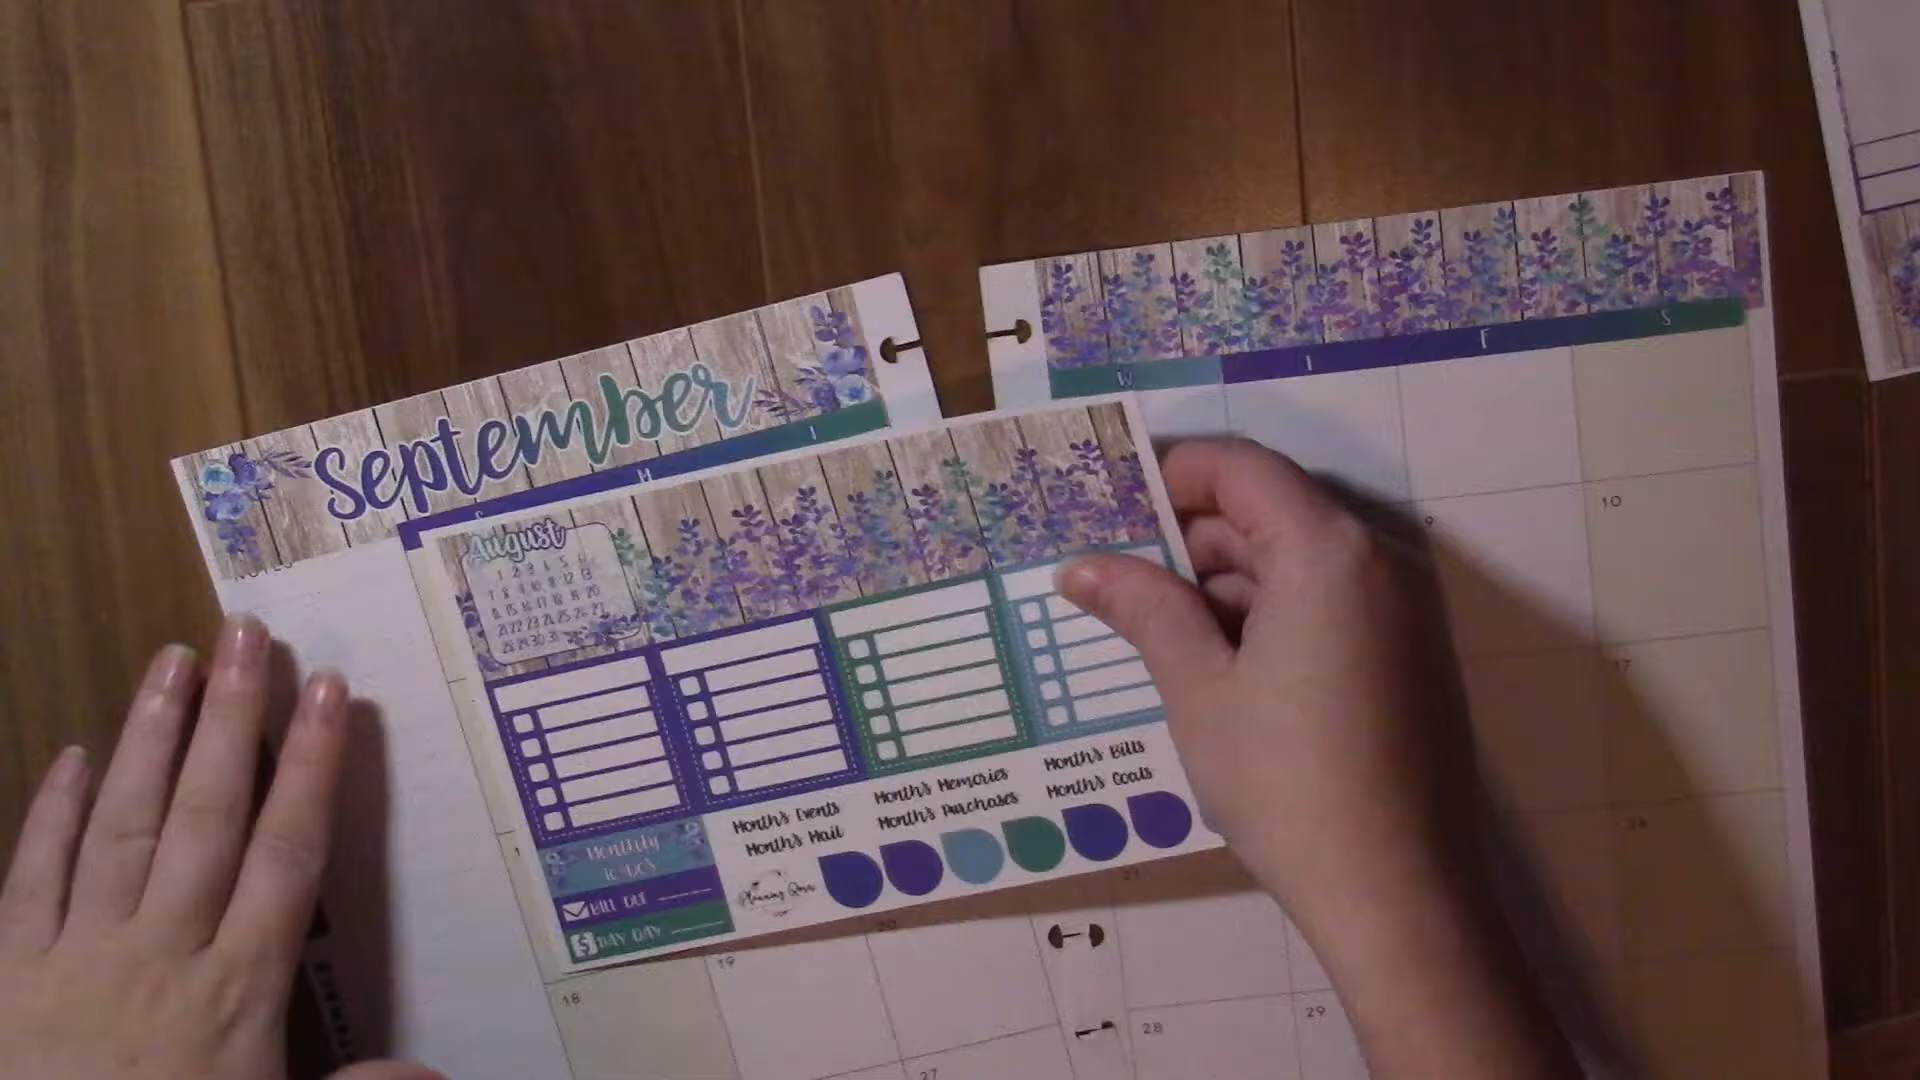 September
M
T
W
T
F
S
August
1 2 3 4 5 6
7 8 9 10 11 12 13
14 15 16 17 18 19 20
21 22 23 24 25 26 27
28 29 30 31
9
10
17
Month's Events
Month's Mail
Month's Memories
Month's Purchases
Month's Bills
Month's Goals
Monthly
to-do's
BILL DUE
$ PAY DAY
Planning Rose
18
19
20
21
27
28
29